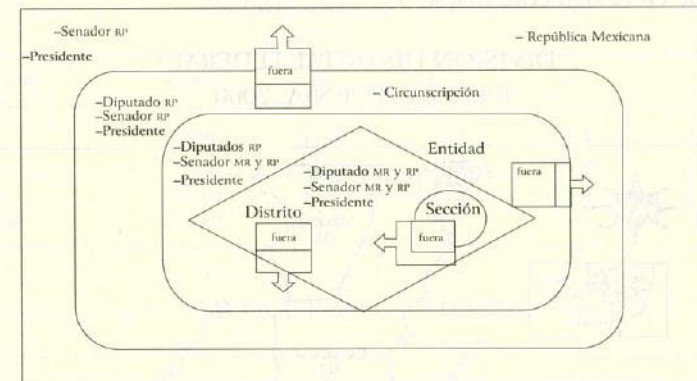 –Senador RP
–Presidente
fuera
– República Mexicana
–Diputado RP
–Senador RP
–Presidente
– Circunscripción
–Diputados RP
–Senador MR y RP
–Presidente
Entidad
fuera
–Diputado MR y RP
–Senador MR y RP
–Presidente
Distrito
fuera
Sección
fuera